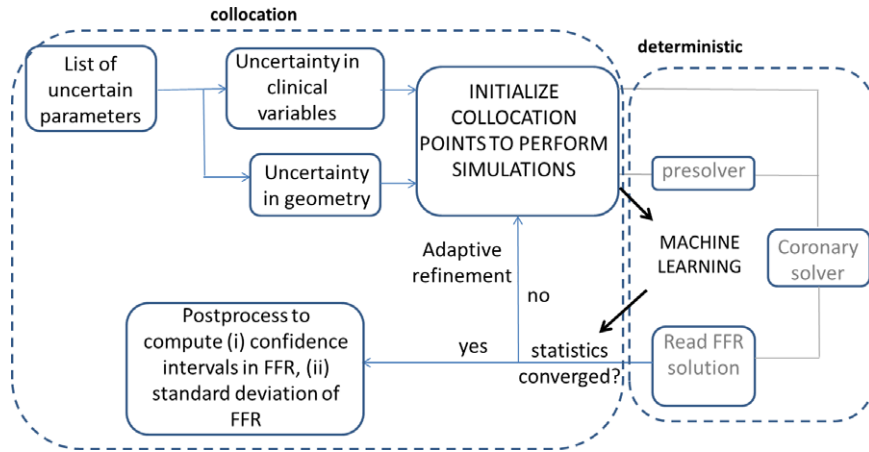 collocation
deterministic
List of
uncertain
parameters
Uncertainty in
clinical
variables
Uncertainty
in geometry
INITIALIZE
COLLOCATION
POINTS TO PERFORM
SIMULATIONS
presolver
MACHINE
LEARNING
Coronary
solver
Adaptive
refinement
no
yes
statistics
converged?
Read FFR
solution
Postprocess to
compute (i) confidence
intervals in FFR, (ii)
standard deviation of
FFR